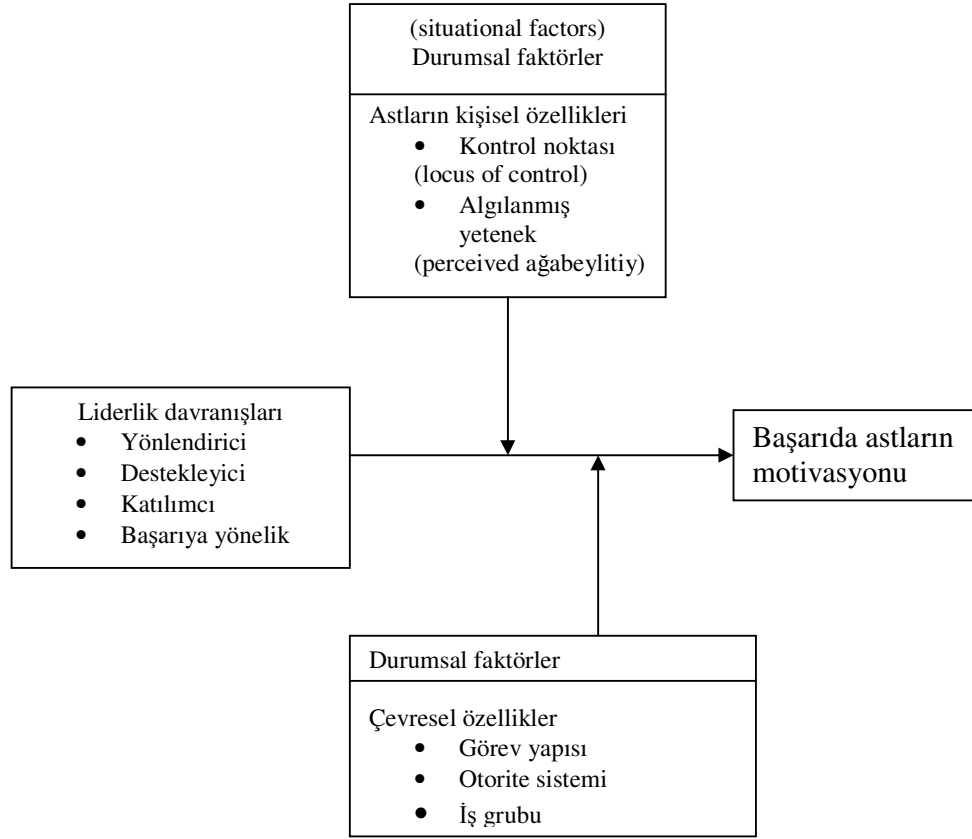 (situational factors)
Durumsal faktörler
Astların kişisel özellikleri
• Kontrol noktası
(locus of control)
• Algılanmış
yetenek
(perceived ağabeylitiy)
Liderlik davranışları
• Yönlendirici
• Destekleyici
• Katılımcı
• Başarıya yönelik
Başarıda astların
motivasyonu
Durumsal faktörler
Çevresel özellikler
• Görev yapısı
• Otorite sistemi
• İş grubu